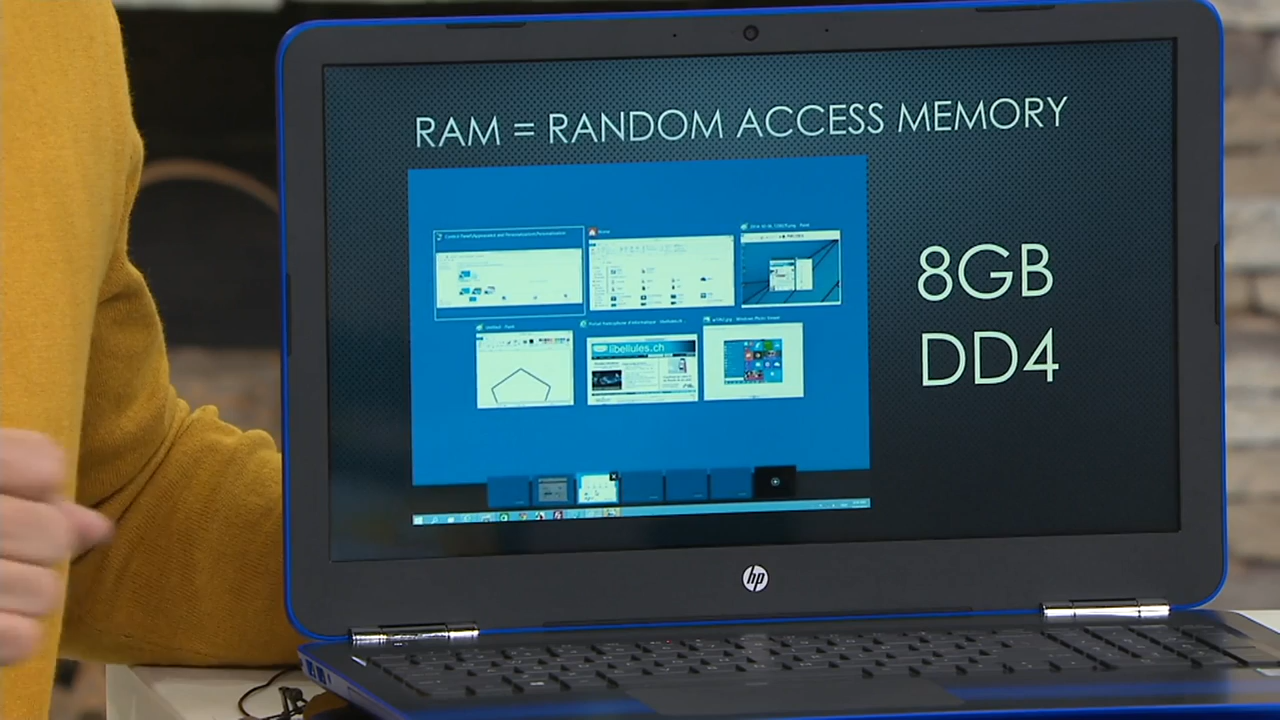 RAM = RANDOM ACCESS MEMORY
8GB
DD4
libellules.ch
hp